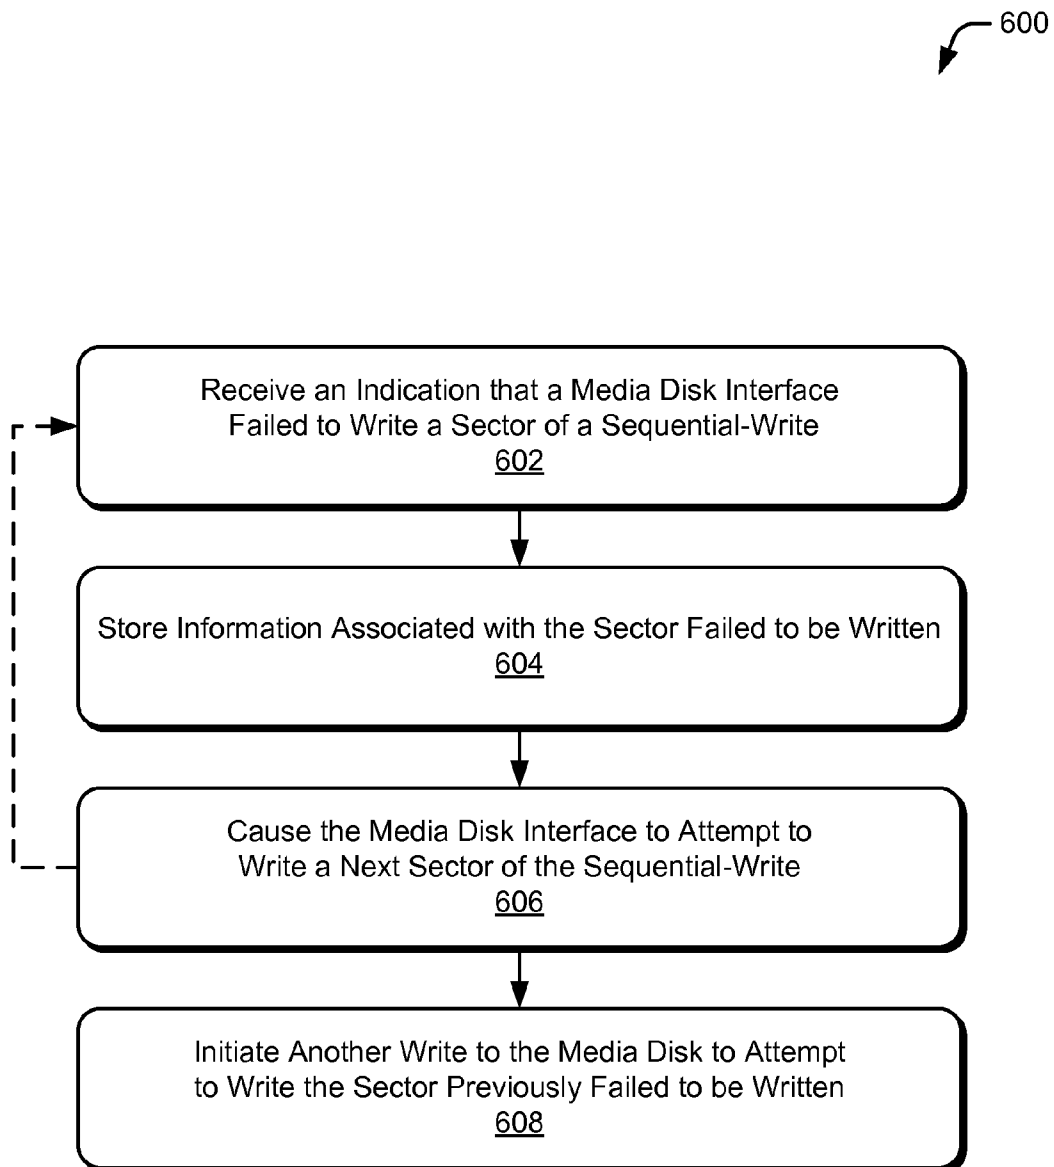 600
Receive an Indication that a Media Disk Interface
Failed to Write a Sector of a Sequential-Write
602
Store Information Associated with the Sector Failed to be Written
604
Cause the Media Disk Interface to Attempt to
Write a Next Sector of the Sequential-Write
606
Initiate Another Write to the Media Disk to Attempt
to Write the Sector Previously Failed to be Written
608